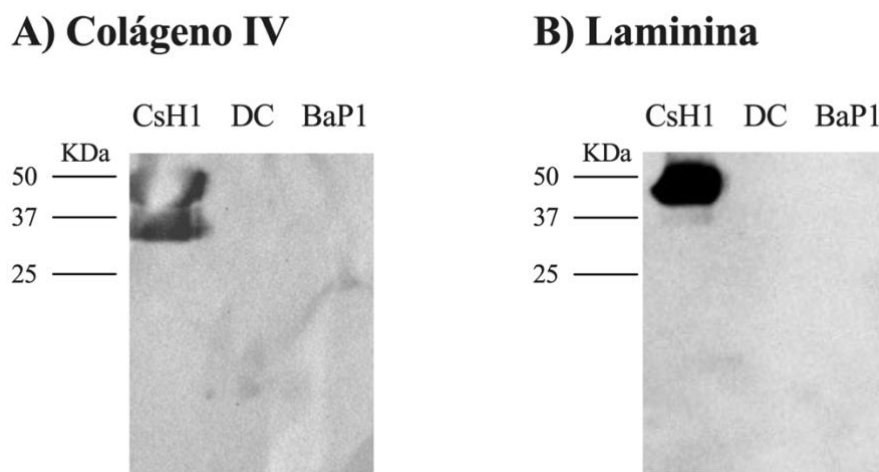 A) Colágeno IV
CsH1 DC BaP1
KDa
50
37
25
B) Laminina
CsH1 DC BaP1
KDa
50
37
25